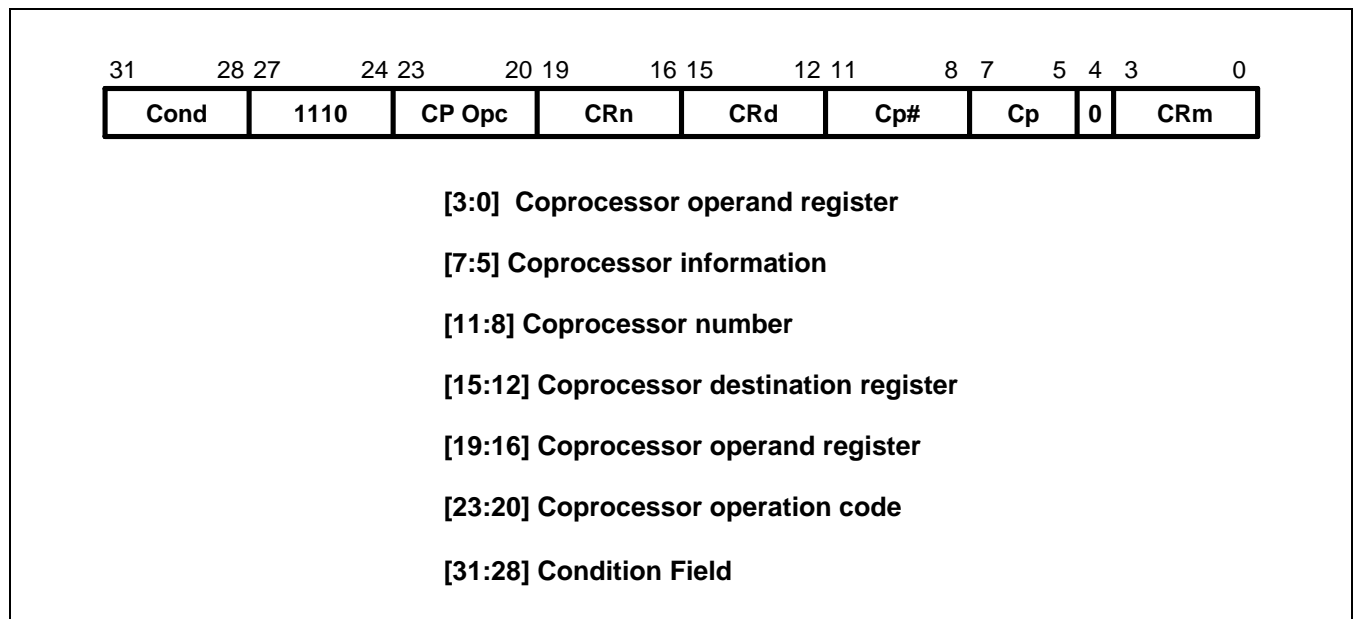 31 28 27 24 23 20 19 16 15 12 11 8 7 5 4 3 0
Cond 1110 CP Opc CRn CRd Cp# Cp 0 CRm
[3:0] Coprocessor operand register
[7:5] Coprocessor information
[11:8] Coprocessor number
[15:12] Coprocessor destination register
[19:16] Coprocessor operand register
[23:20] Coprocessor operation code
[31:28] Condition Field